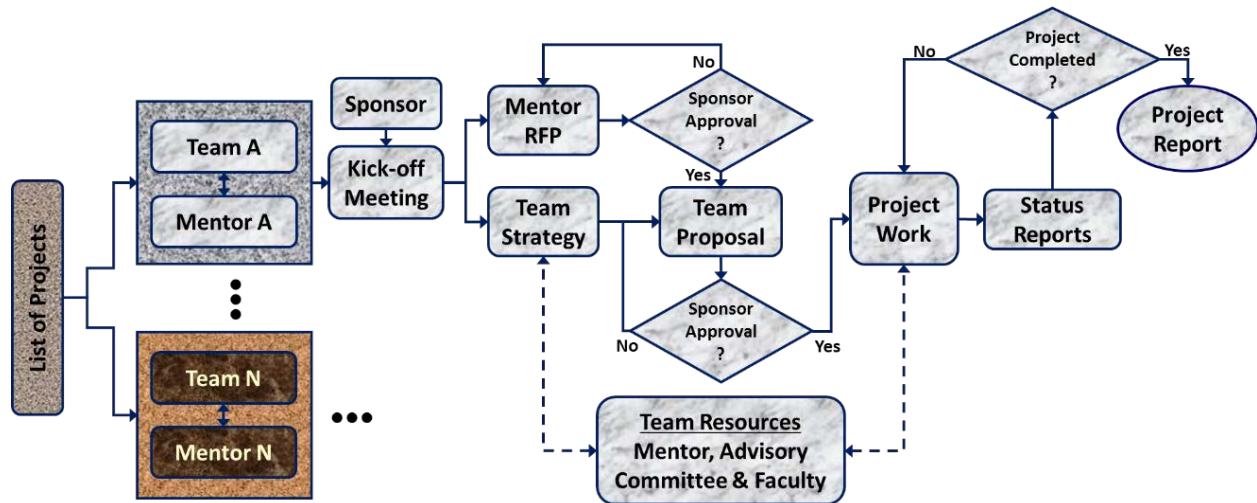 List of Projects
Team A
Mentor A
Team N
Mentor N
Sponsor
Kick-off
Meeting
Mentor
RFP
No
Sponsor
Approval
?
Yes
Team
Strategy
Team
Proposal
Sponsor
Approval
?
No
Yes
Team Resources
Mentor, Advisory
Committee & Faculty
Project
Work
Status
Reports
No
Project
Completed
?
Yes
Project
Report